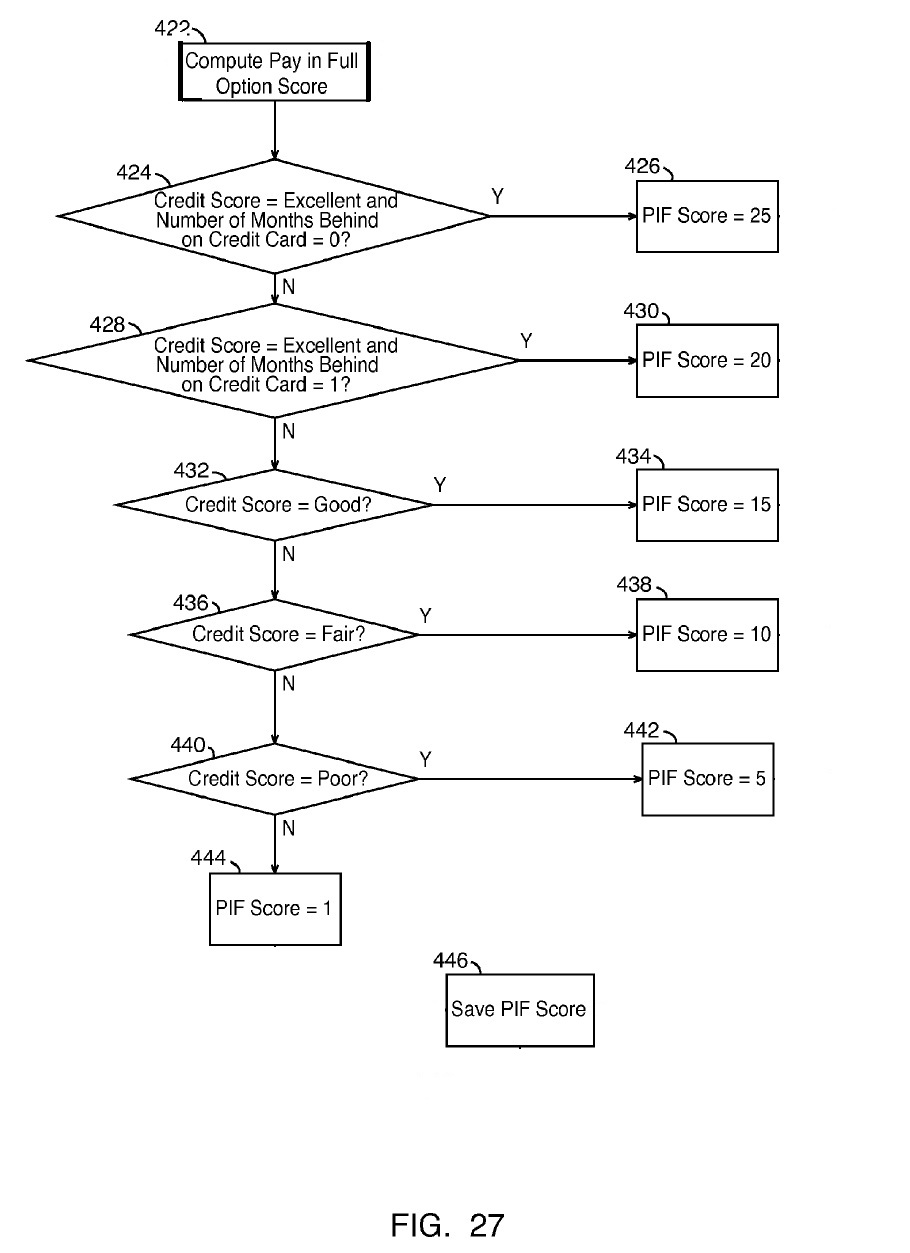 422
Compute Pay in Full
Option Score
424
Credit Score = Excellent and
Number of Months Behind
on Credit Card = 0?
Y
426
PIF Score = 25
N
428
Credit Score = Excellent and
Number of Months Behind
on Credit Card = 1?
Y
430
PIF Score = 20
N
432
Credit Score = Good?
Y
434
PIF Score = 15
N
436
Credit Score = Fair?
Y
438
PIF Score = 10
N
440
Credit Score = Poor?
Y
442
PIF Score = 5
N
444
PIF Score = 1
446
Save PIF Score
FIG. 27